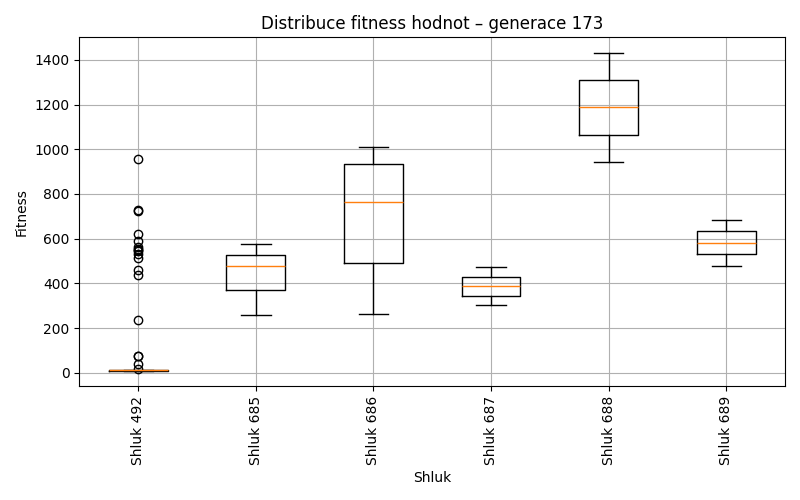 Distribuce fitness hodnot – generace 173
Fitness
1400
1200
1000
800
600
400
200
0
Shluk 492
Shluk 685
Shluk 686
Shluk 687
Shluk 688
Shluk 689
Shluk